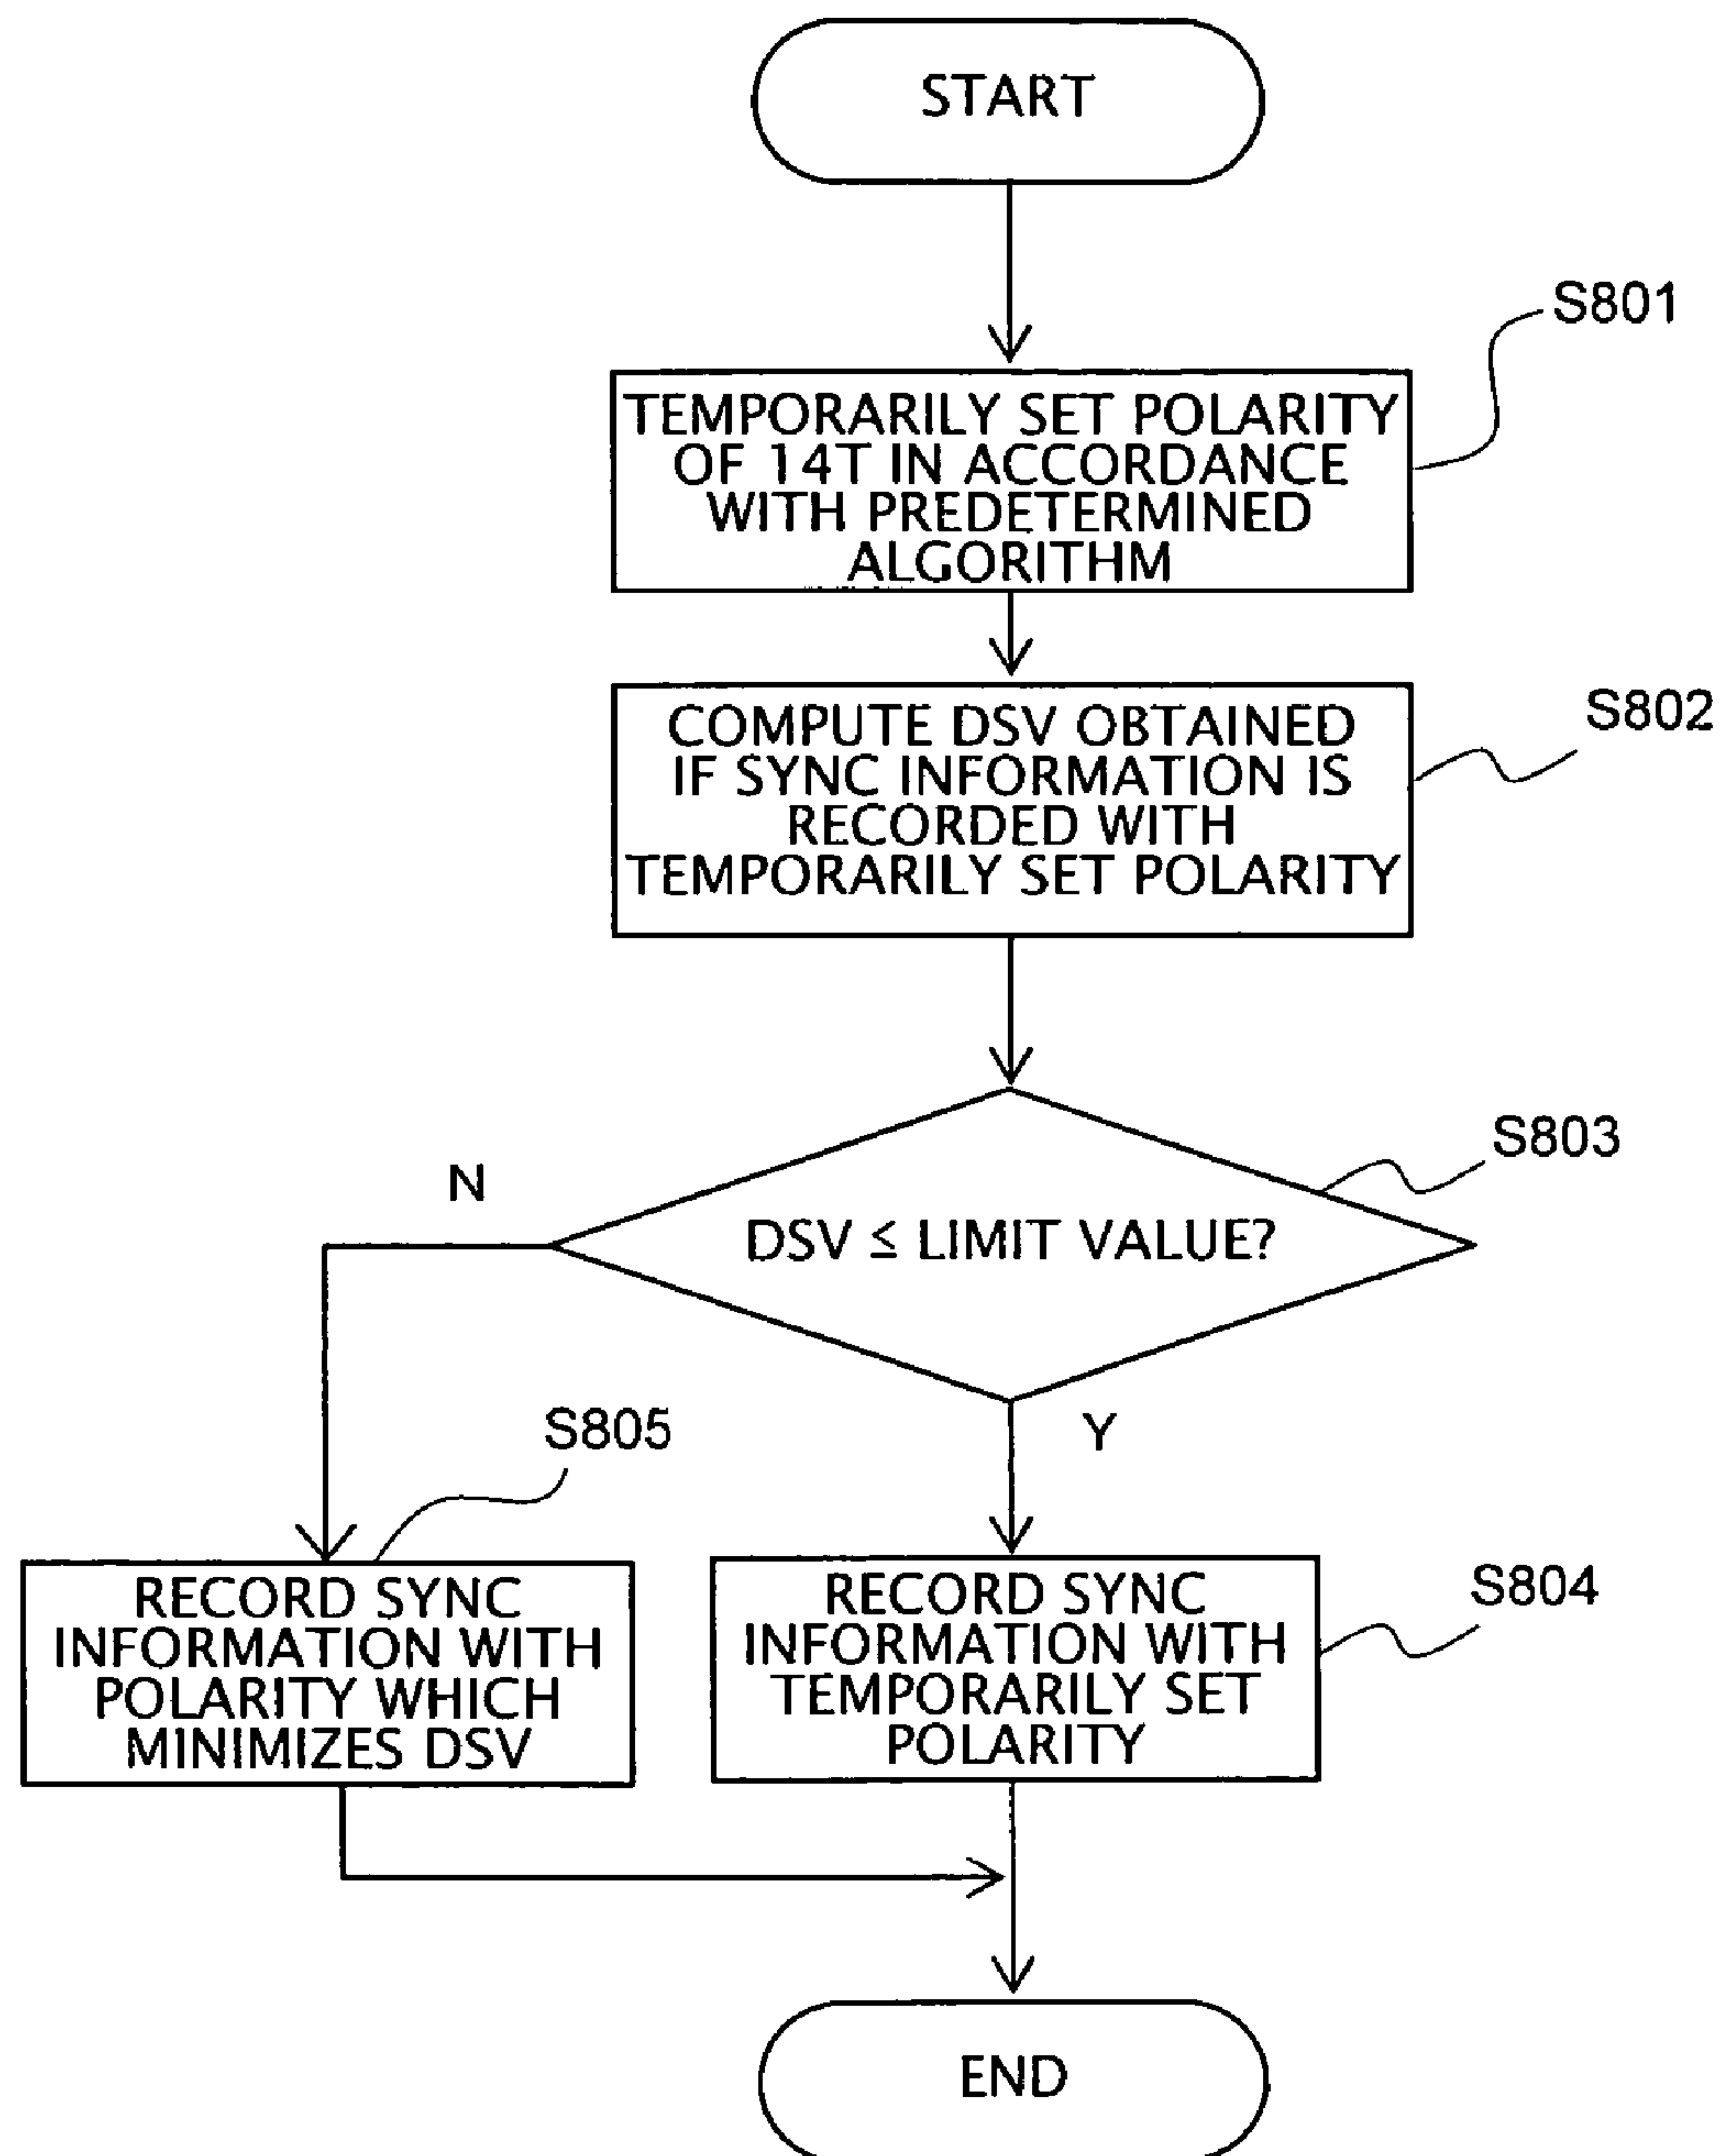 START
S801
TEMPORARILY SET POLARITY
OF 14T IN ACCORDANCE
WITH PREDETERMINED
ALGORITHM
S802
COMPUTE DSV OBTAINED
IF SYNC INFORMATION IS
RECORDED WITH
TEMPORARILY SET POLARITY
S803
N
DSV ≤ LIMIT VALUE?
Y
S805
RECORD SYNC
INFORMATION WITH
POLARITY WHICH
MINIMIZES DSV
S804
RECORD SYNC
INFORMATION WITH
TEMPORARILY SET
POLARITY
END